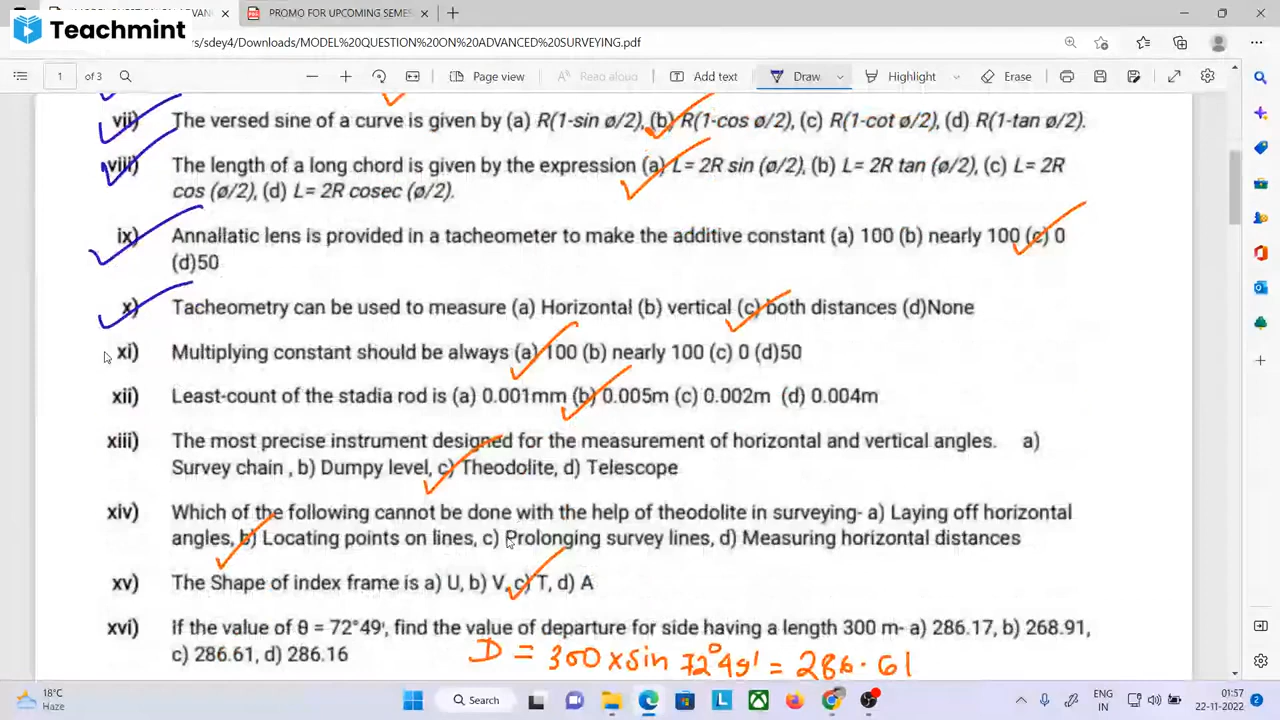 PROMO FOR UPCOMING SEMES
Teachmint
/sdey4/Downloads/MODEL%20QUESTION%20ON%20ADVANCED%20SURVEYING.pdf
1 of 3 Page view Read aloud Add text Draw Highlight Erase
vii) The versed sine of a curve is given by (a) R(1-sin ø/2), (b) R(1-cos ø/2), (c) R(1-cot ø/2), (d) R(1-tan ø/2).
viii) The length of a long chord is given by the expression (a) L= 2R sin (ø/2), (b) L= 2R tan (ø/2), (c) L= 2R
cos (ø/2), (d) L= 2R cosec (ø/2).
ix) Annallatic lens is provided in a tacheometer to make the additive constant (a) 100 (b) nearly 100 (c) 0
(d)50
x) Tacheometry can be used to measure (a) Horizontal (b) vertical (c) both distances (d)None
xi) Multiplying constant should be always (a) 100 (b) nearly 100 (c) 0 (d)50
xii) Least-count of the stadia rod is (a) 0.001mm (b) 0.005m (c) 0.002m (d) 0.004m
xiii) The most precise instrument designed for the measurement of horizontal and vertical angles. a)
Survey chain , b) Dumpy level, c) Theodolite, d) Telescope
xiv) Which of the following cannot be done with the help of theodolite in surveying- a) Laying off horizontal
angles, b) Locating points on lines, c) Prolonging survey lines, d) Measuring horizontal distances
xv) The Shape of index frame is a) U, b) V, c) T, d) A
xvi) If the value of θ = 72°49', find the value of departure for side having a length 300 m- a) 286.17, b) 268.91,
c) 286.61, d) 286.16
D = 300 x sin 72°49' = 286.61
18°C
Haze
Search
ENG
IN
01:57
22-11-2022